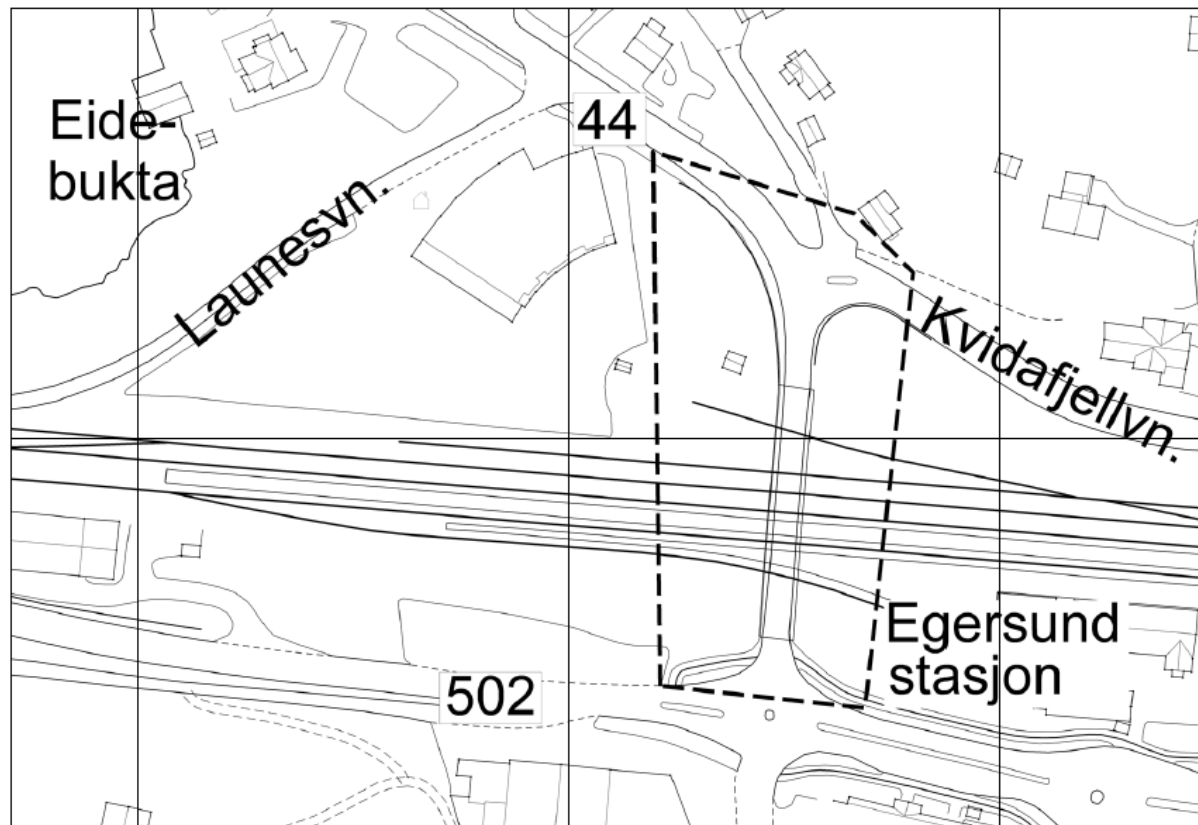 Eide-
bukta
44
Launesvn.
Kvidafjellvn.
Egersund
stasjon
502